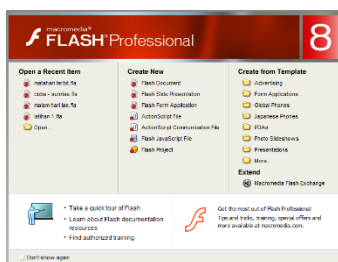 macromedia®
FLASH® Professional
8
Open a Recent Item
matahari terbit.fla
coba - sunrise.fla
malam hari las.fla
latihan 1.fla
Open...
Create New
Flash Document
Flash Slide Presentation
Flash Form Application
ActionScript File
ActionScript Communication File
Flash JavaScript File
Flash Project
Create from Template
Advertising
Form Applications
Global Phones
Japanese Phones
PDAs
Photo Slideshows
Presentations
More...
Extend
Macromedia Flash Exchange
• Take a quick tour of Flash
• Learn about Flash documentation
resources
• Find authorized training
Get the most out of Flash Professional
Tips and tricks, training, special offers and
more available at macromedia.com.
Don't show again